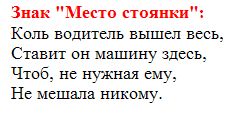 Знак "Место стоянки":
Коль водитель вышел весь,
Ставит он машину здесь,
Чтоб, не нужная ему,
Не мешала никому.